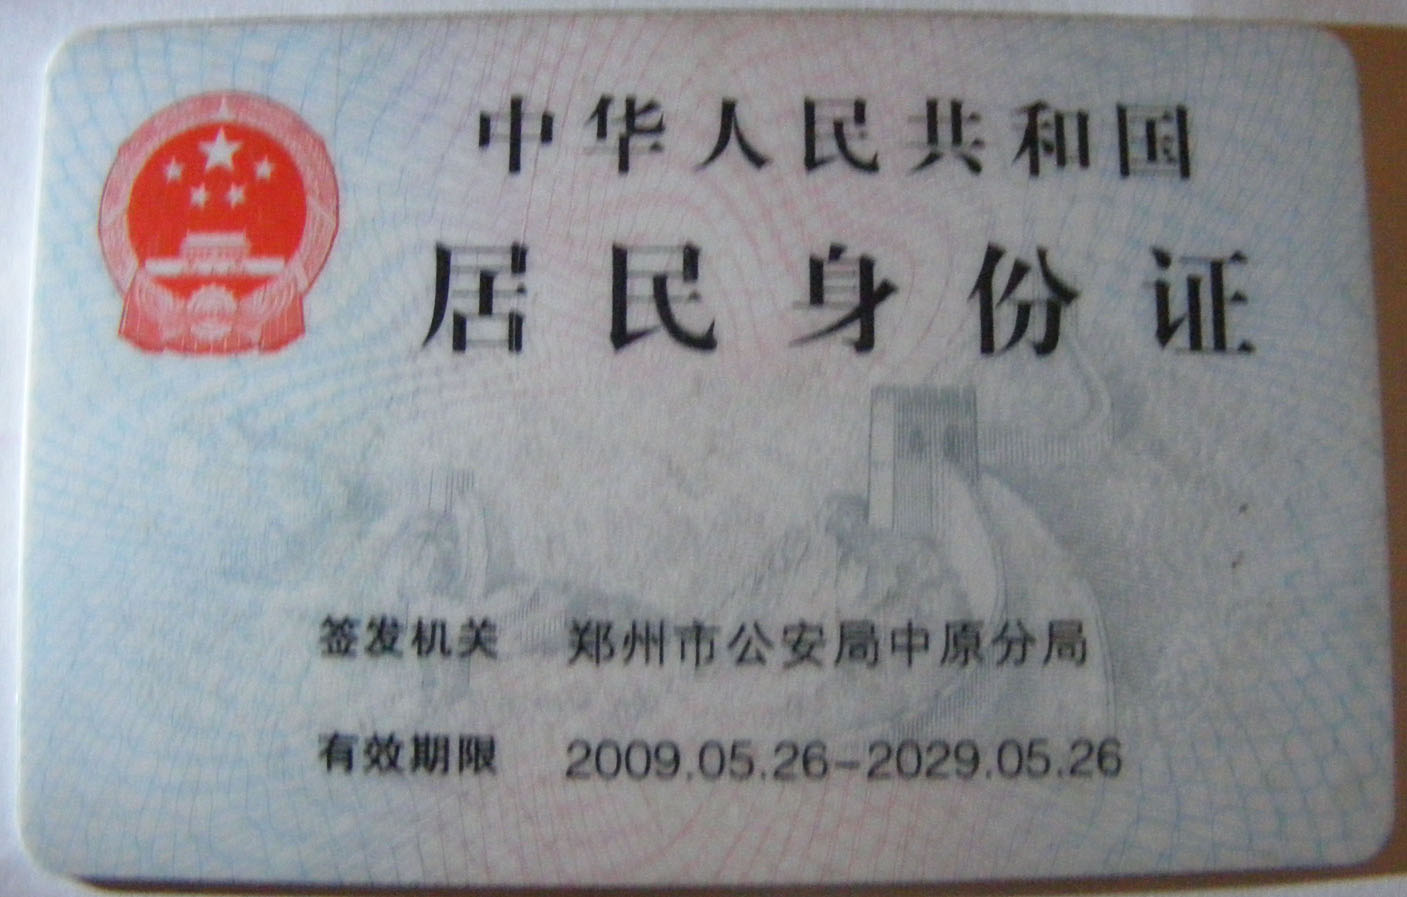 中华人民共和国
居民身份证
签发机关 郑州市公安局中原分局
有效期限 2009.05.26-2029.05.26